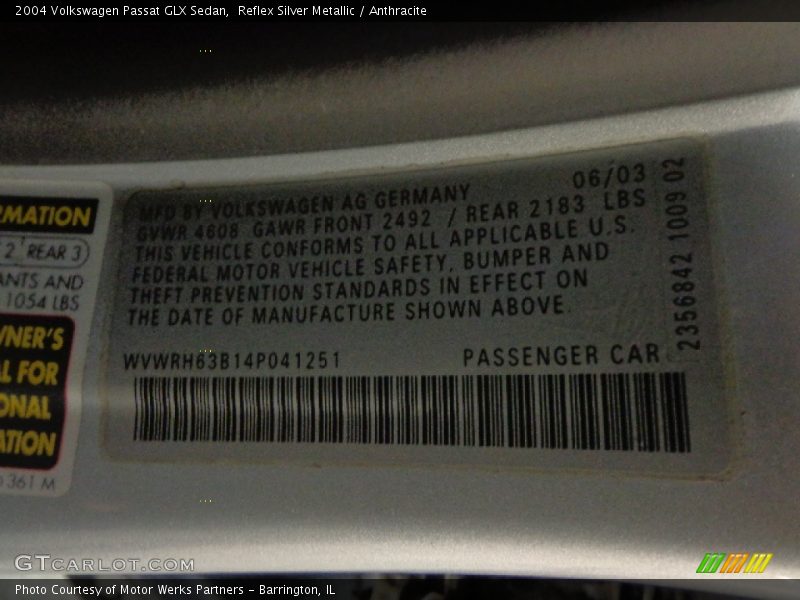 2004 Volkswagen Passat GLX Sedan,  Reflex Silver Metallic / Anthracite
RMATION
2 REAR 3
ANTS AND
1054 LBS
WNER'S
L FOR
ONAL
ATION
361 M
06/03
MFD BY VOLKSWAGEN AG GERMANY
GVWR 4608 GAWR FRONT 2492 / REAR 2183 LBS
THIS VEHICLE CONFORMS TO ALL APPLICABLE U.S.
FEDERAL MOTOR VEHICLE SAFETY, BUMPER AND
THEFT PREVENTION STANDARDS IN EFFECT ON
THE DATE OF MANUFACTURE SHOWN ABOVE.
WVWRH63B14P041251 PASSENGER CAR
2356842 1009 02
GTCARLOT.COM
Photo Courtesy of Motor Werks Partners - Barrington, IL